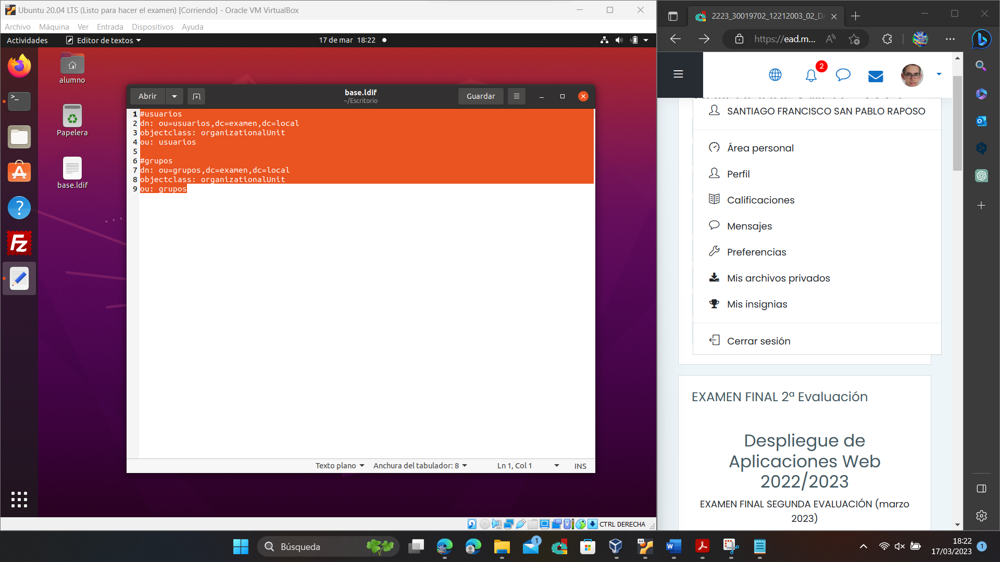 Ubuntu 20.04 LTS (Listo para hacer el examen) [Corriendo] - Oracle VM VirtualBox
Archivo Máquina Ver Entrada Dispositivos Ayuda
Actividades Editor de textos 17 de mar 18:22
alumno
Papelera
base.ldif
Abrir
base.ldif
~/Escritorio
Guardar
1 #usuarios
2 dn: ou=usuarios,dc=examen,dc=local
3 objectclass: organizationalUnit
4 ou: usuarios
5
6 #grupos
7 dn: ou=grupos,dc=examen,dc=local
8 objectclass: organizationalUnit
9 ou: grupos
Texto plano Anchura del tabulador: 8 Ln 1, Col 1 INS
CTRL DERECHA
2223_30019702_12212003_02_DA
https://ead.m...
2
SANTIAGO FRANCISCO SAN PABLO RAPOSO
Área personal
Perfil
Calificaciones
Mensajes
Preferencias
Mis archivos privados
Mis insignias
Cerrar sesión
EXAMEN FINAL 2ª Evaluación
Despliegue de
Aplicaciones Web
2022/2023
EXAMEN FINAL SEGUNDA EVALUACIÓN (marzo
2023)
Búsqueda
1
18:22
17/03/2023
1